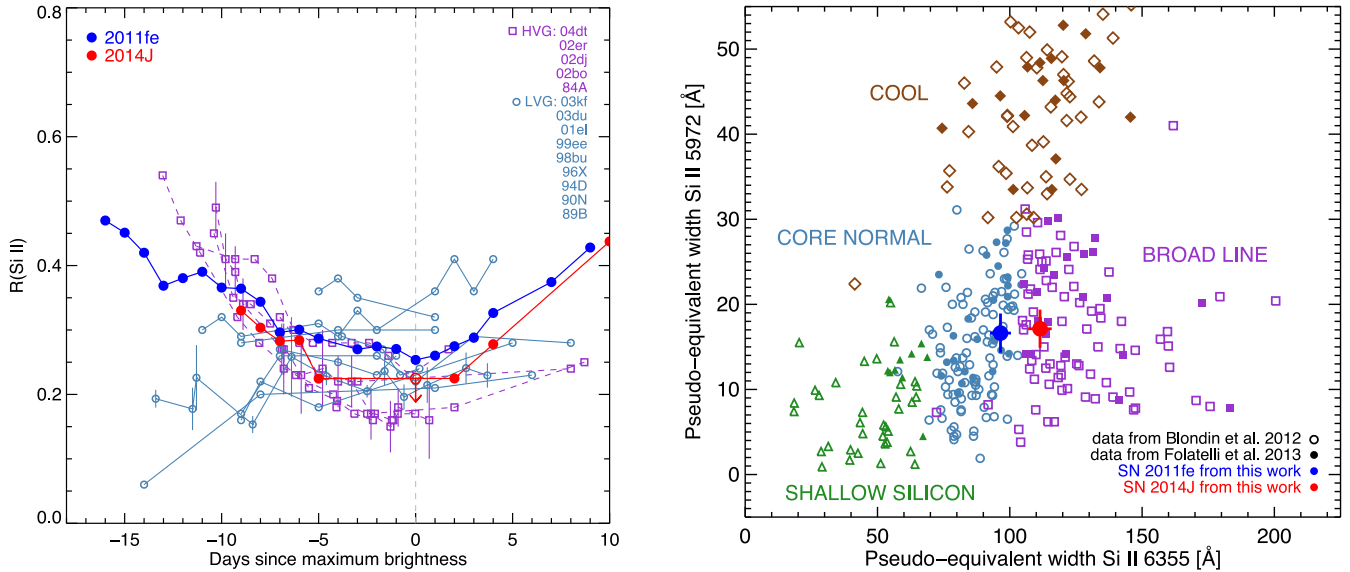 0.8
0.6
0.4
0.2
0.0
R(Si II)
2011fe
2014J
HVG: 04dt
02er
02dj
02bo
84A
LVG: 03kf
03du
01el
99ee
98bu
96X
94D
90N
89B
−15
−10
−5
0
5
10
Days since maximum brightness
50
40
30
20
10
0
Pseudo−equivalent width Si II 5972 [Å]
COOL
CORE NORMAL
BROAD LINE
SHALLOW SILICON
data from Blondin et al. 2012
data from Folatelli et al. 2013
SN 2011fe from this work
SN 2014J from this work
0
50
100
150
200
Pseudo−equivalent width Si II 6355 [Å]